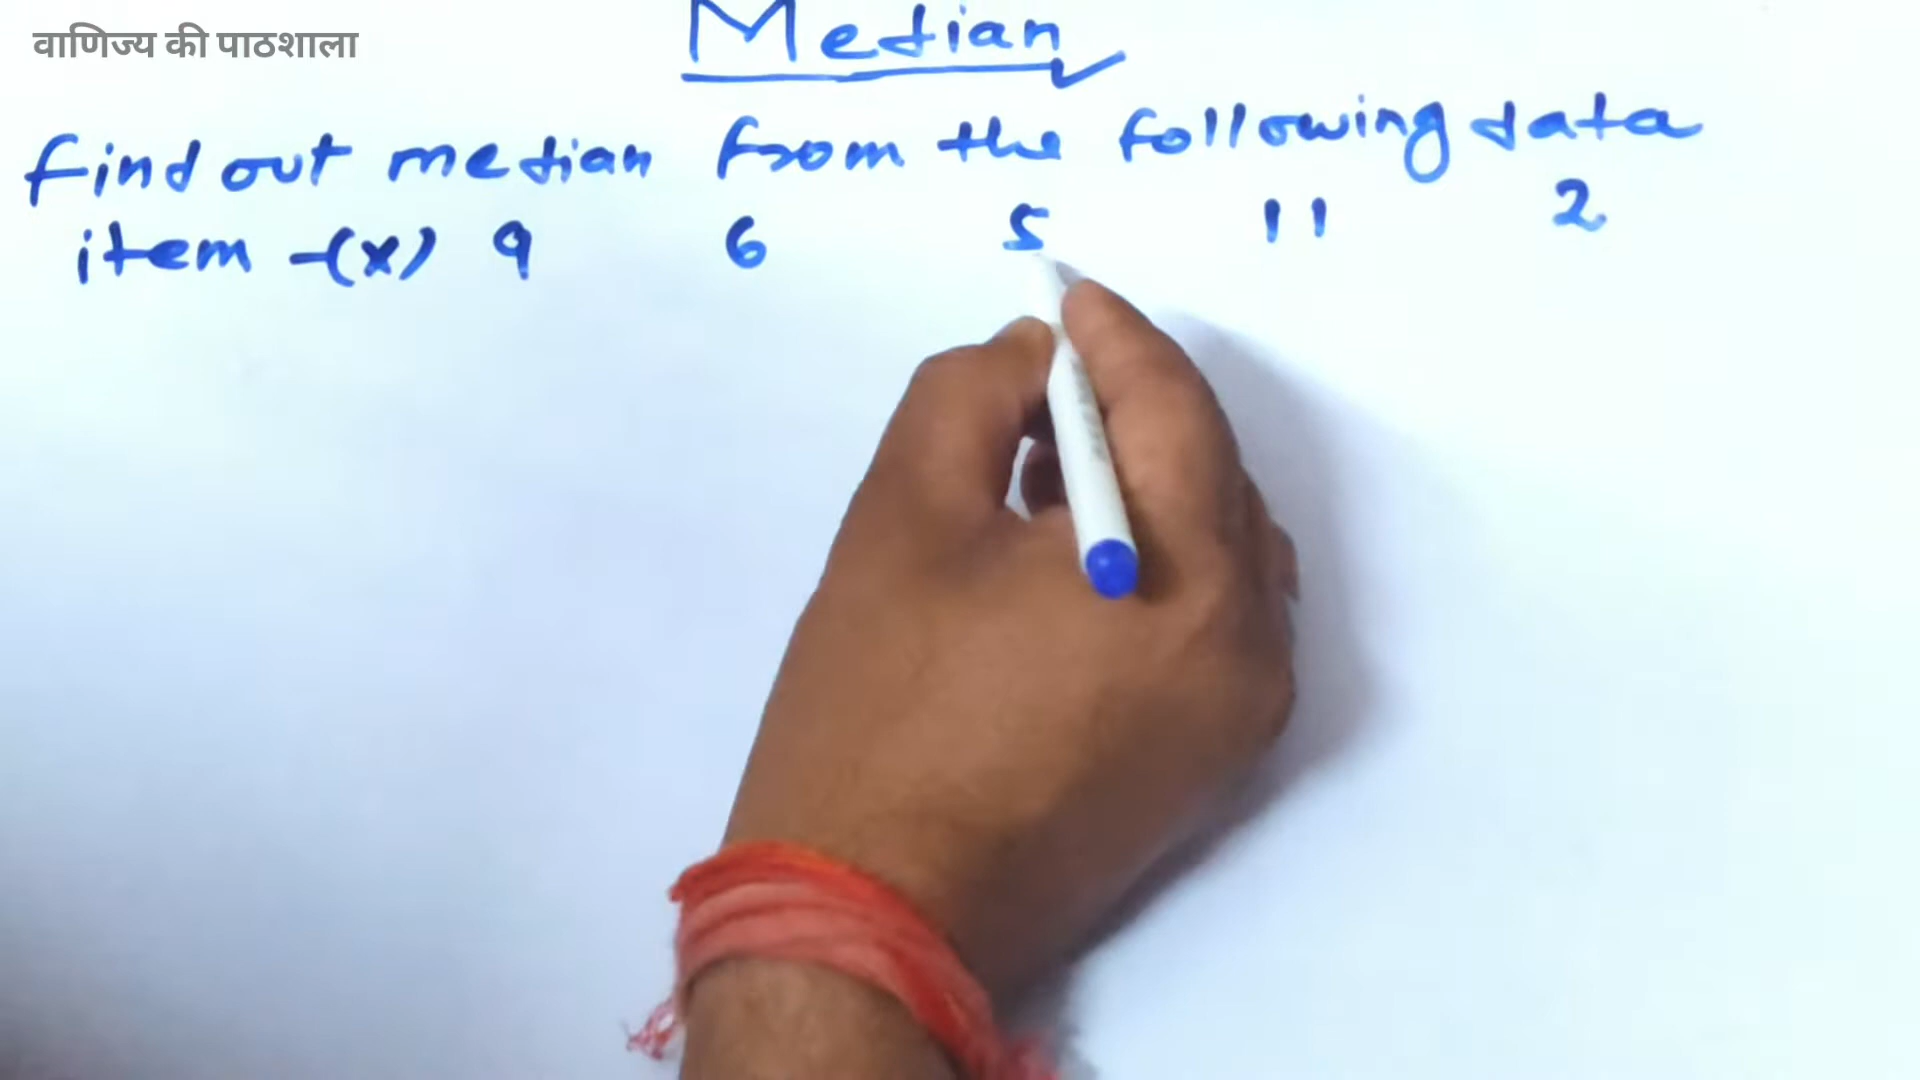 वाणिज्य की पाठशाला
Median
find out median from the following data
item -(x) 9 6 5 11 2